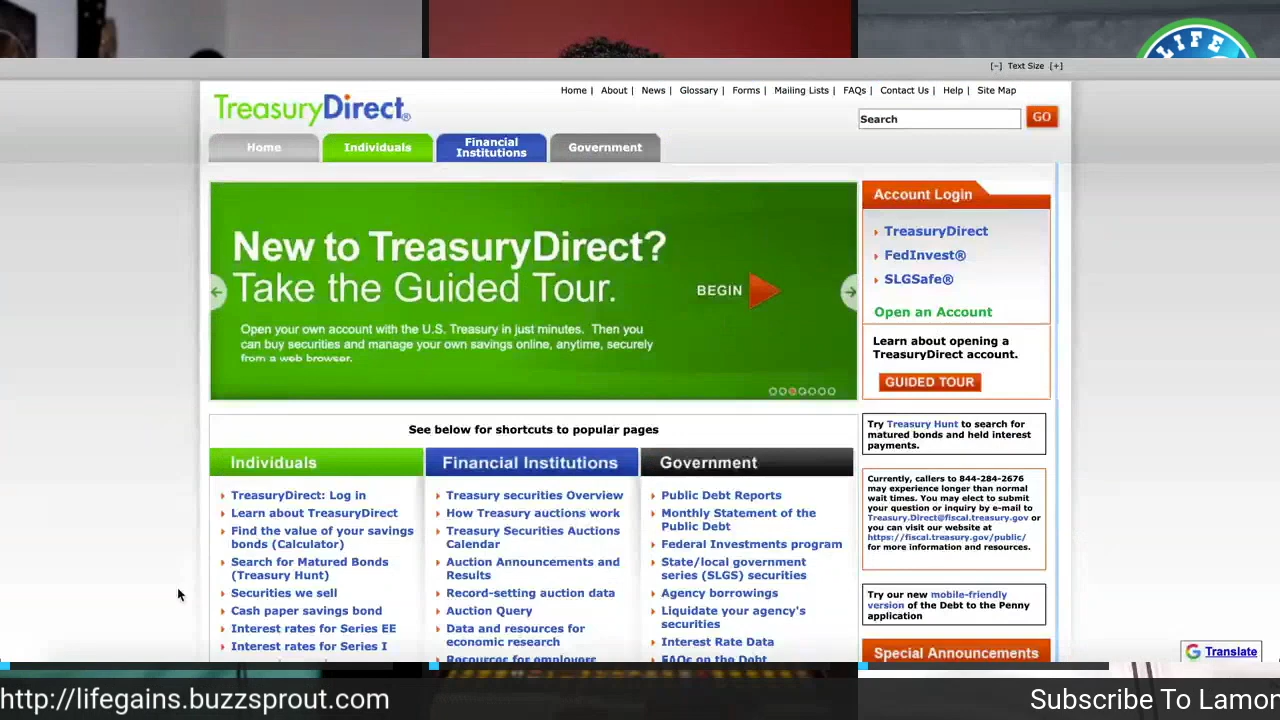 LIFE
[-] Text Size [+]
Home | About | News | Glossary | Forms | Mailing Lists | FAQs | Contact Us | Help | Site Map
TreasuryDirect®
Search
GO
Home
Individuals
Financial
Institutions
Government
New to TreasuryDirect?
Take the Guided Tour.
BEGIN
Open your own account with the U.S. Treasury in just minutes. Then you
can buy securities and manage your own savings online, anytime, securely
from a web browser.
Account Login
TreasuryDirect
FedInvest®
SLGSafe®
Open an Account
Learn about opening a
TreasuryDirect account.
GUIDED TOUR
Try Treasury Hunt to search for
matured bonds and held interest
payments.
Currently, callers to 844-284-2676
may experience longer than normal
wait times. You may elect to submit
your question or inquiry by e-mail to
Treasury.Direct@fiscal.treasury.gov or
you can visit our website at
https://fiscal.treasury.gov/public/
for more information and resources.
Try our new mobile-friendly
version of the Debt to the Penny
application
Special Announcements
See below for shortcuts to popular pages
Individuals
TreasuryDirect: Log in
Learn about TreasuryDirect
Find the value of your savings
bonds (Calculator)
Search for Matured Bonds
(Treasury Hunt)
Securities we sell
Cash paper savings bond
Interest rates for Series EE
Interest rates for Series I
Financial Institutions
Treasury securities Overview
How Treasury auctions work
Treasury Securities Auctions
Calendar
Auction Announcements and
Results
Record-setting auction data
Auction Query
Data and resources for
economic research
Resources for employers
Government
Public Debt Reports
Monthly Statement of the
Public Debt
Federal Investments program
State/local government
series (SLGS) securities
Agency borrowings
Liquidate your agency's
securities
Interest Rate Data
FAQs on the Debt
Translate
http://lifegains.buzzsprout.com
Subscribe To Lamor